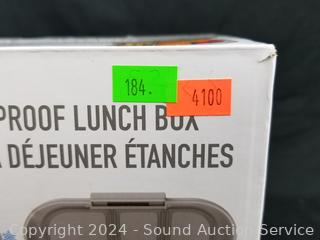 184.
4100
PROOF LUNCH BOX
DÉJEUNER ÉTANCHES
©Copyright 2024 - Sound Auction Service